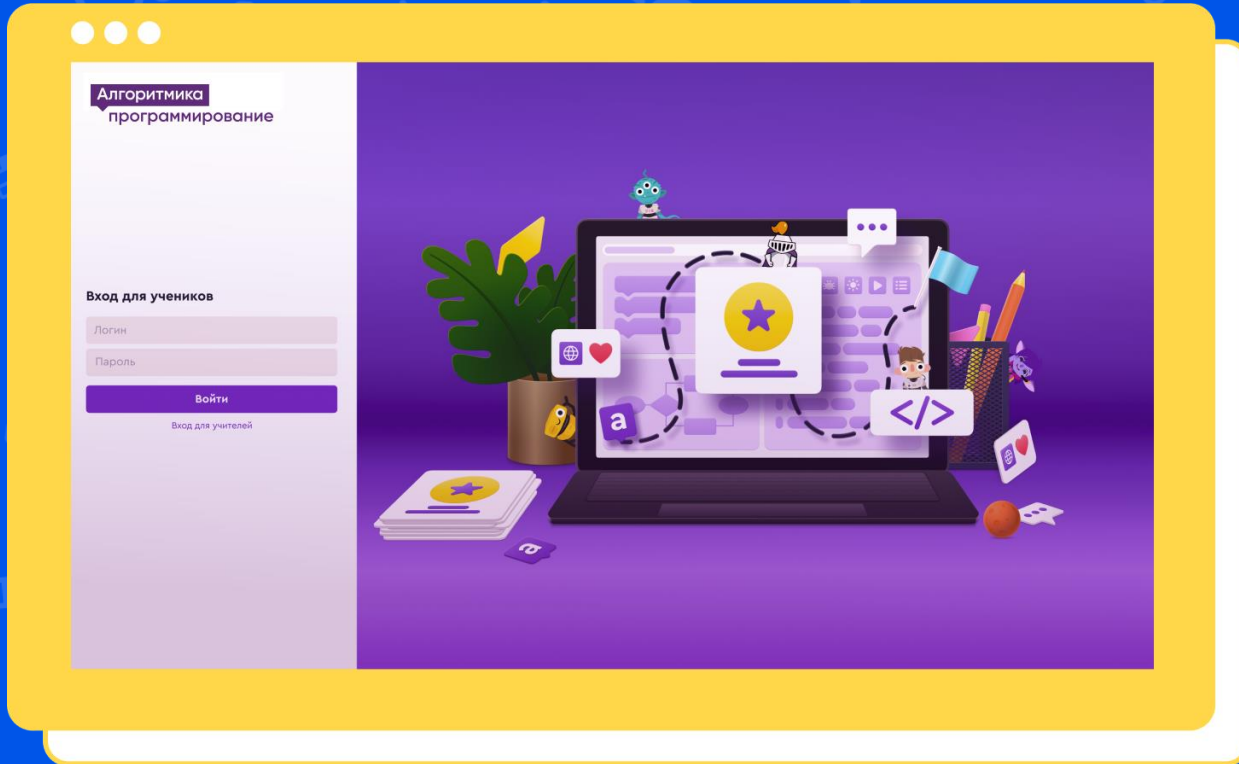 Алгоритмика
программирование
Вход для учеников
Логин
Пароль
Войти
Вход для учителей
a
</>
a